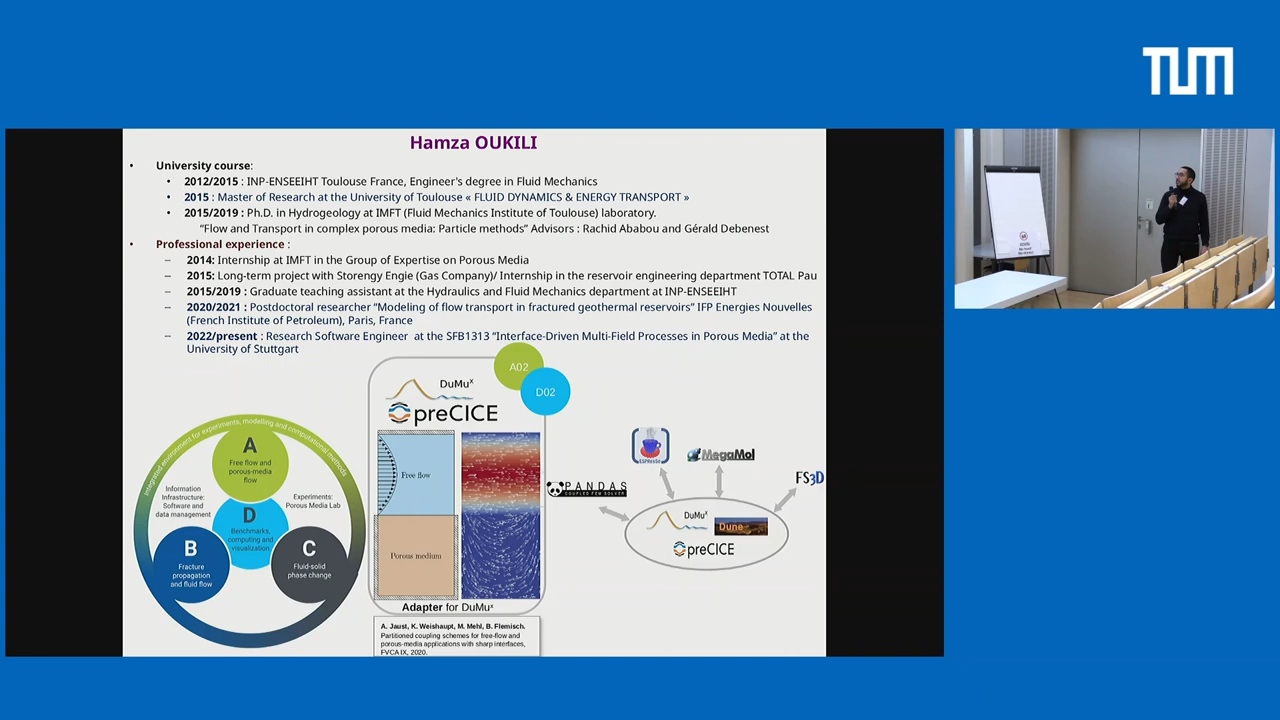 TUM
Hamza OUKILI
• University course:
• 2012/2015 : INP-ENSEEIHT Toulouse France, Engineer's degree in Fluid Mechanics
• 2015 : Master of Research at the University of Toulouse « FLUID DYNAMICS & ENERGY TRANSPORT »
• 2015/2019 : Ph.D. in Hydrogeology at IMFT (Fluid Mechanics Institute of Toulouse) laboratory.
“Flow and Transport in complex porous media: Particle methods” Advisors : Rachid Ababou and Gérald Debenest
• Professional experience :
– 2014: Internship at IMFT in the Group of Expertise on Porous Media
– 2015: Long-term project with Storengy Engie (Gas Company)/ Internship in the reservoir engineering department TOTAL Pau
– 2015/2019 : Graduate teaching assistant at the Hydraulics and Fluid Mechanics department at INP-ENSEEIHT
– 2020/2021 : Postdoctoral researcher “Modeling of flow transport in fractured geothermal reservoirs” IFP Energies Nouvelles
(French Institute of Petroleum), Paris, France
– 2022/present : Research Software Engineer at the SFB1313 “Interface-Driven Multi-Field Processes in Porous Media” at the
University of Stuttgart
Integrated environment for experiments, modelling and computational methods
A
Free flow and
porous-media
flow
Information
Infrastructure:
Software and
data management
Experiments:
Porous Media Lab
D
Benchmarks,
computing and
visualization
B
Fracture
propagation
and fluid flow
C
Fluid-solid
phase change
A02
D02
DuMuˣ
preCICE
Free flow
Porous medium
Adapter for DuMuˣ
A. Jaust, K. Weishaupt, M. Mehl, B. Flemisch.
Partitioned coupling schemes for free-flow and
porous-media applications with sharp interfaces,
FVCA IX, 2020.
ESPResSo
MegaMol
FS3D
PANDAS
COUPLED FEM SOLVER
DuMuˣ
Dune
preCICE